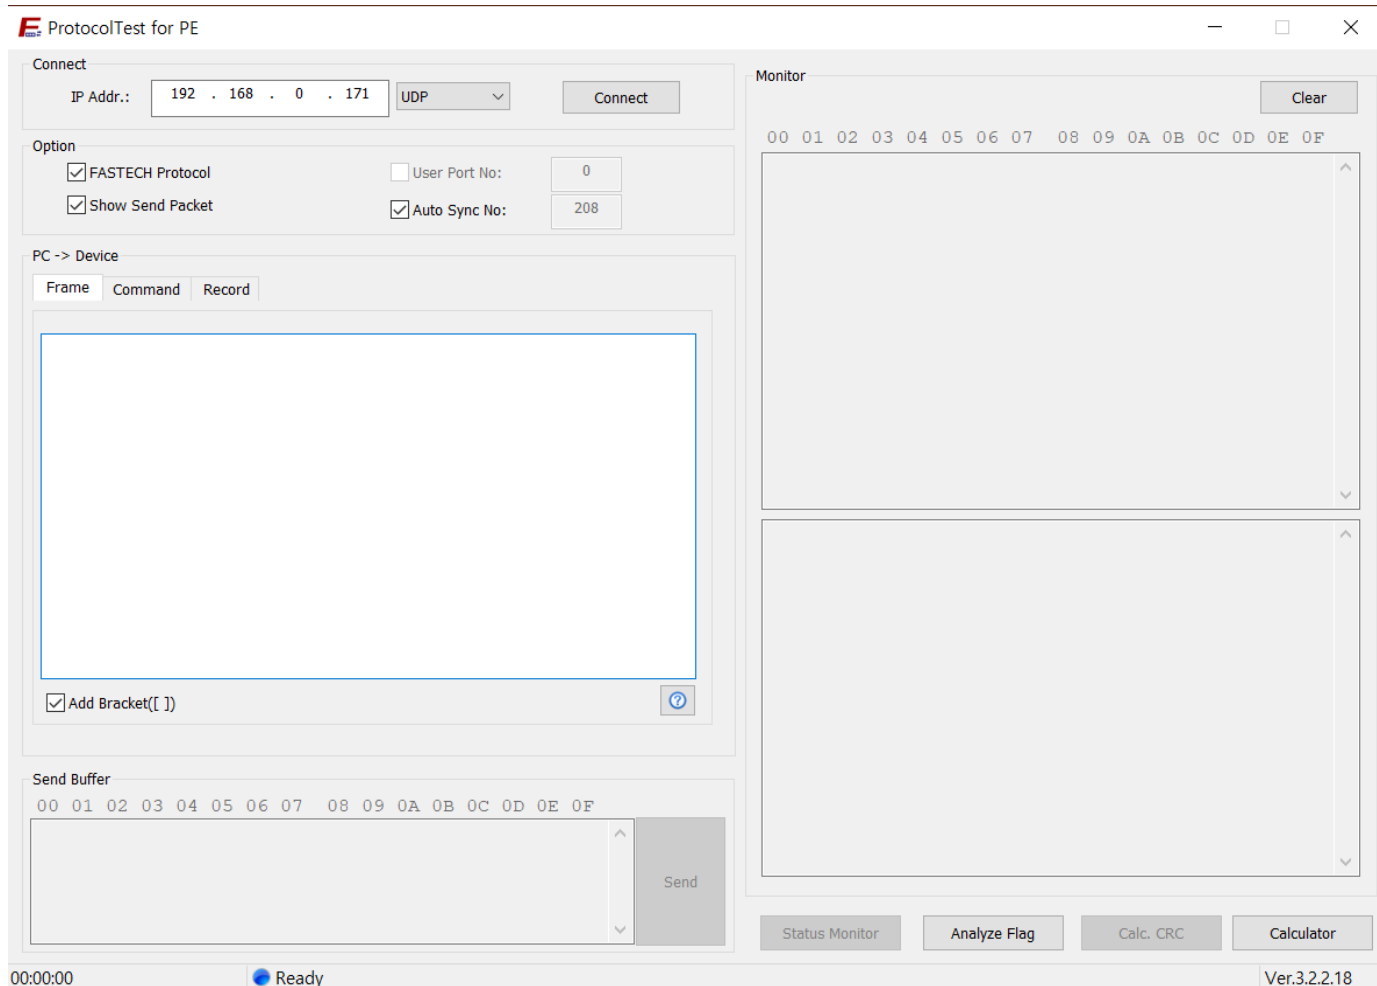 ProtocolTest for PE
Connect
IP Addr.: 192 . 168 . 0 . 171 UDP Connect
Option
FASTECH Protocol User Port No: 0
Show Send Packet Auto Sync No: 208
PC -> Device
Frame Command Record
Add Bracket([ ])
Send Buffer
00 01 02 03 04 05 06 07 08 09 0A 0B 0C 0D 0E 0F
Send
Monitor
Clear
00 01 02 03 04 05 06 07 08 09 0A 0B 0C 0D 0E 0F
Status Monitor Analyze Flag Calc. CRC Calculator
00:00:00 Ready Ver.3.2.2.18